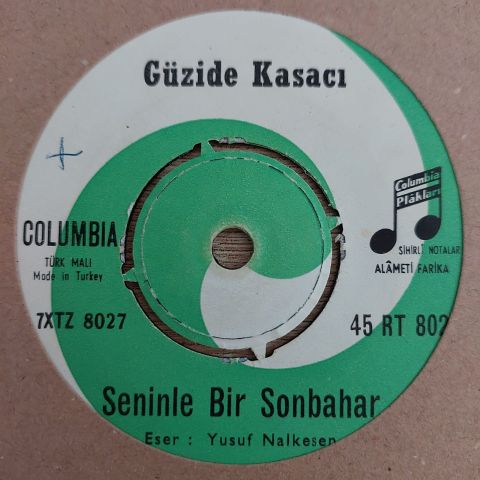 Güzide Kasacı
Columbia
Plâkları
SİHİRLİ NOTALAR
ALÂMETİ FARİKA
COLUMBIA
TÜRK MALI
Made in Turkey
7XTZ 8027
45 RT 802
Seninle Bir Sonbahar
Eser : Yusuf Nalkesen